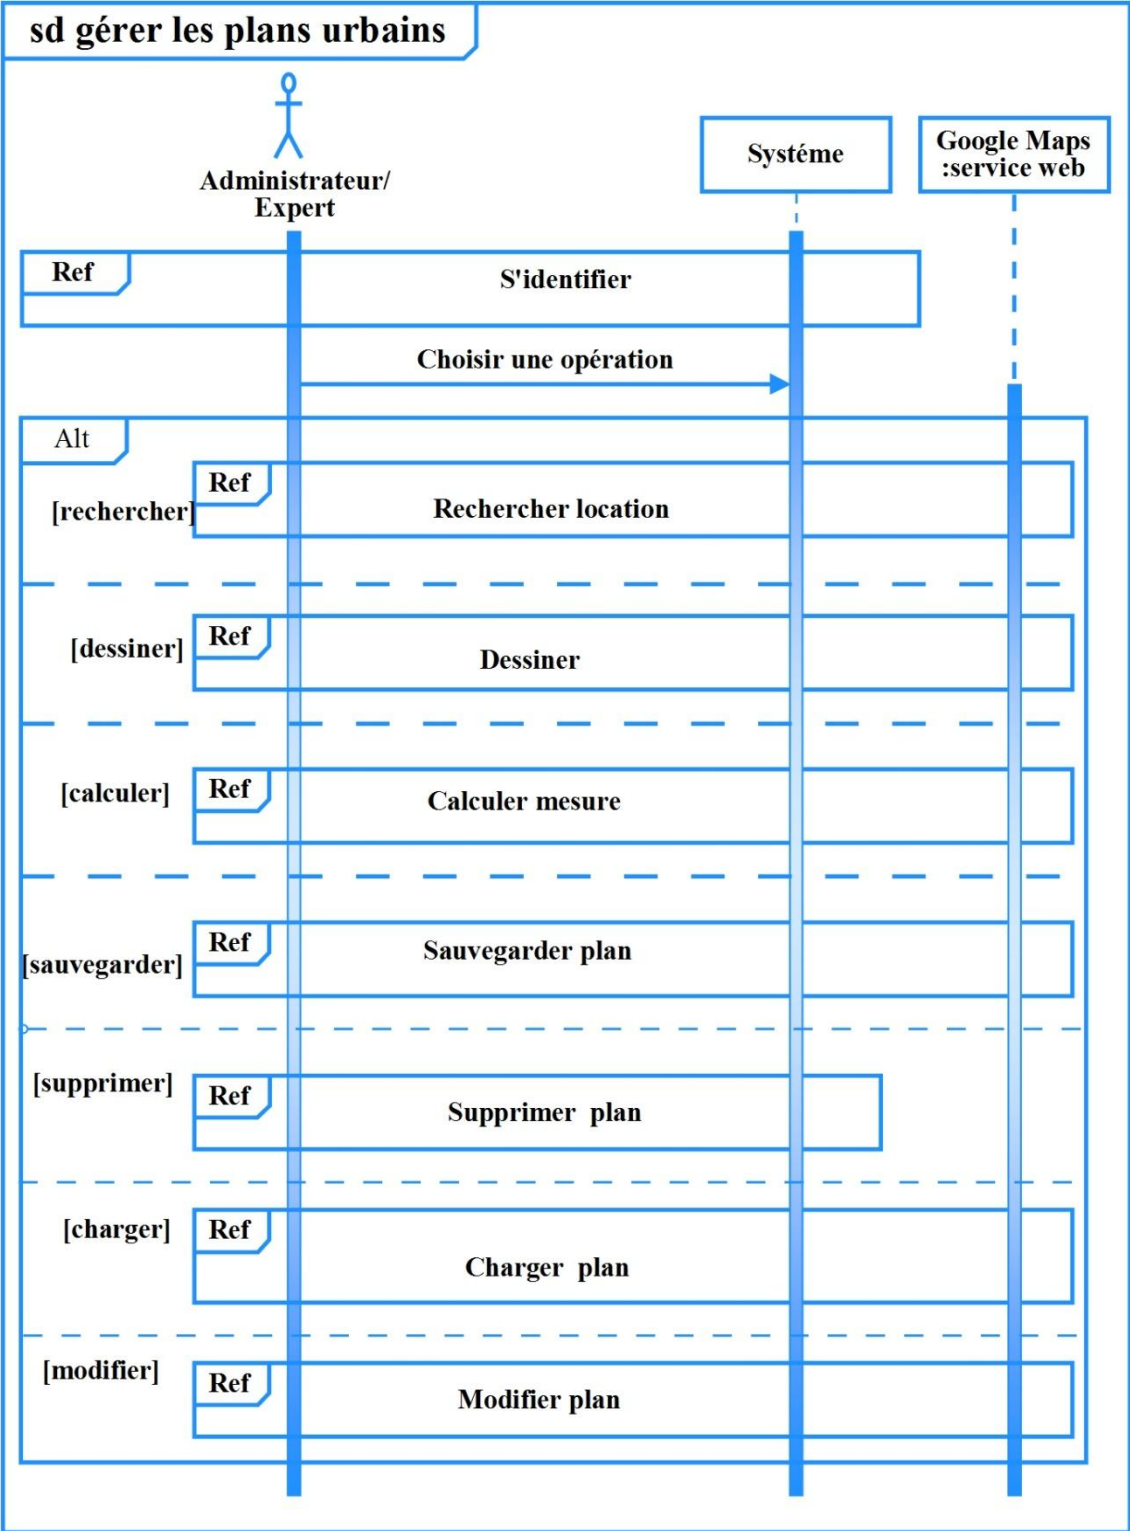 sd gérer les plans urbains
Administrateur/
Expert
Systéme
Google Maps
:service web
Ref
S'identifier
Choisir une opération
Alt
[rechercher]
Ref
Rechercher location
[dessiner]
Ref
Dessiner
[calculer]
Ref
Calculer mesure
[sauvegarder]
Ref
Sauvegarder plan
[supprimer]
Ref
Supprimer plan
[charger]
Ref
Charger plan
[modifier]
Ref
Modifier plan